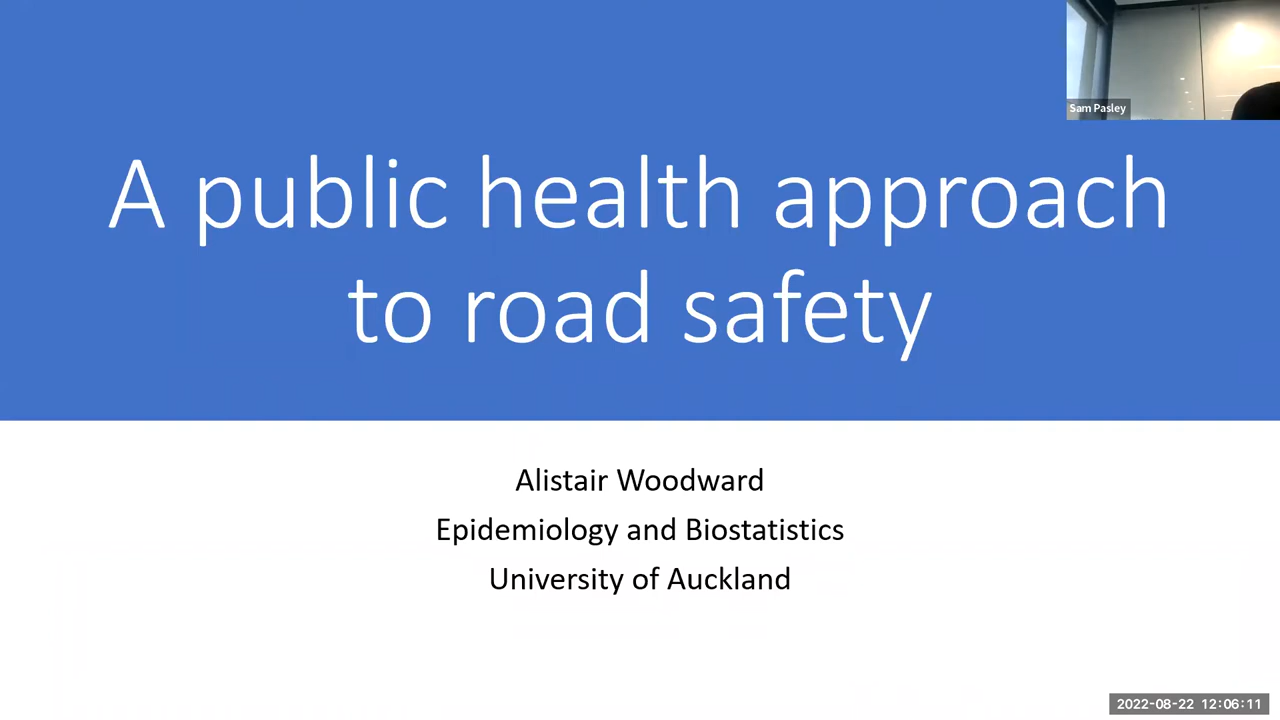 Sam Pasley
A public health approach
to road safety
Alistair Woodward
Epidemiology and Biostatistics
University of Auckland
2022-08-22 12:06:11